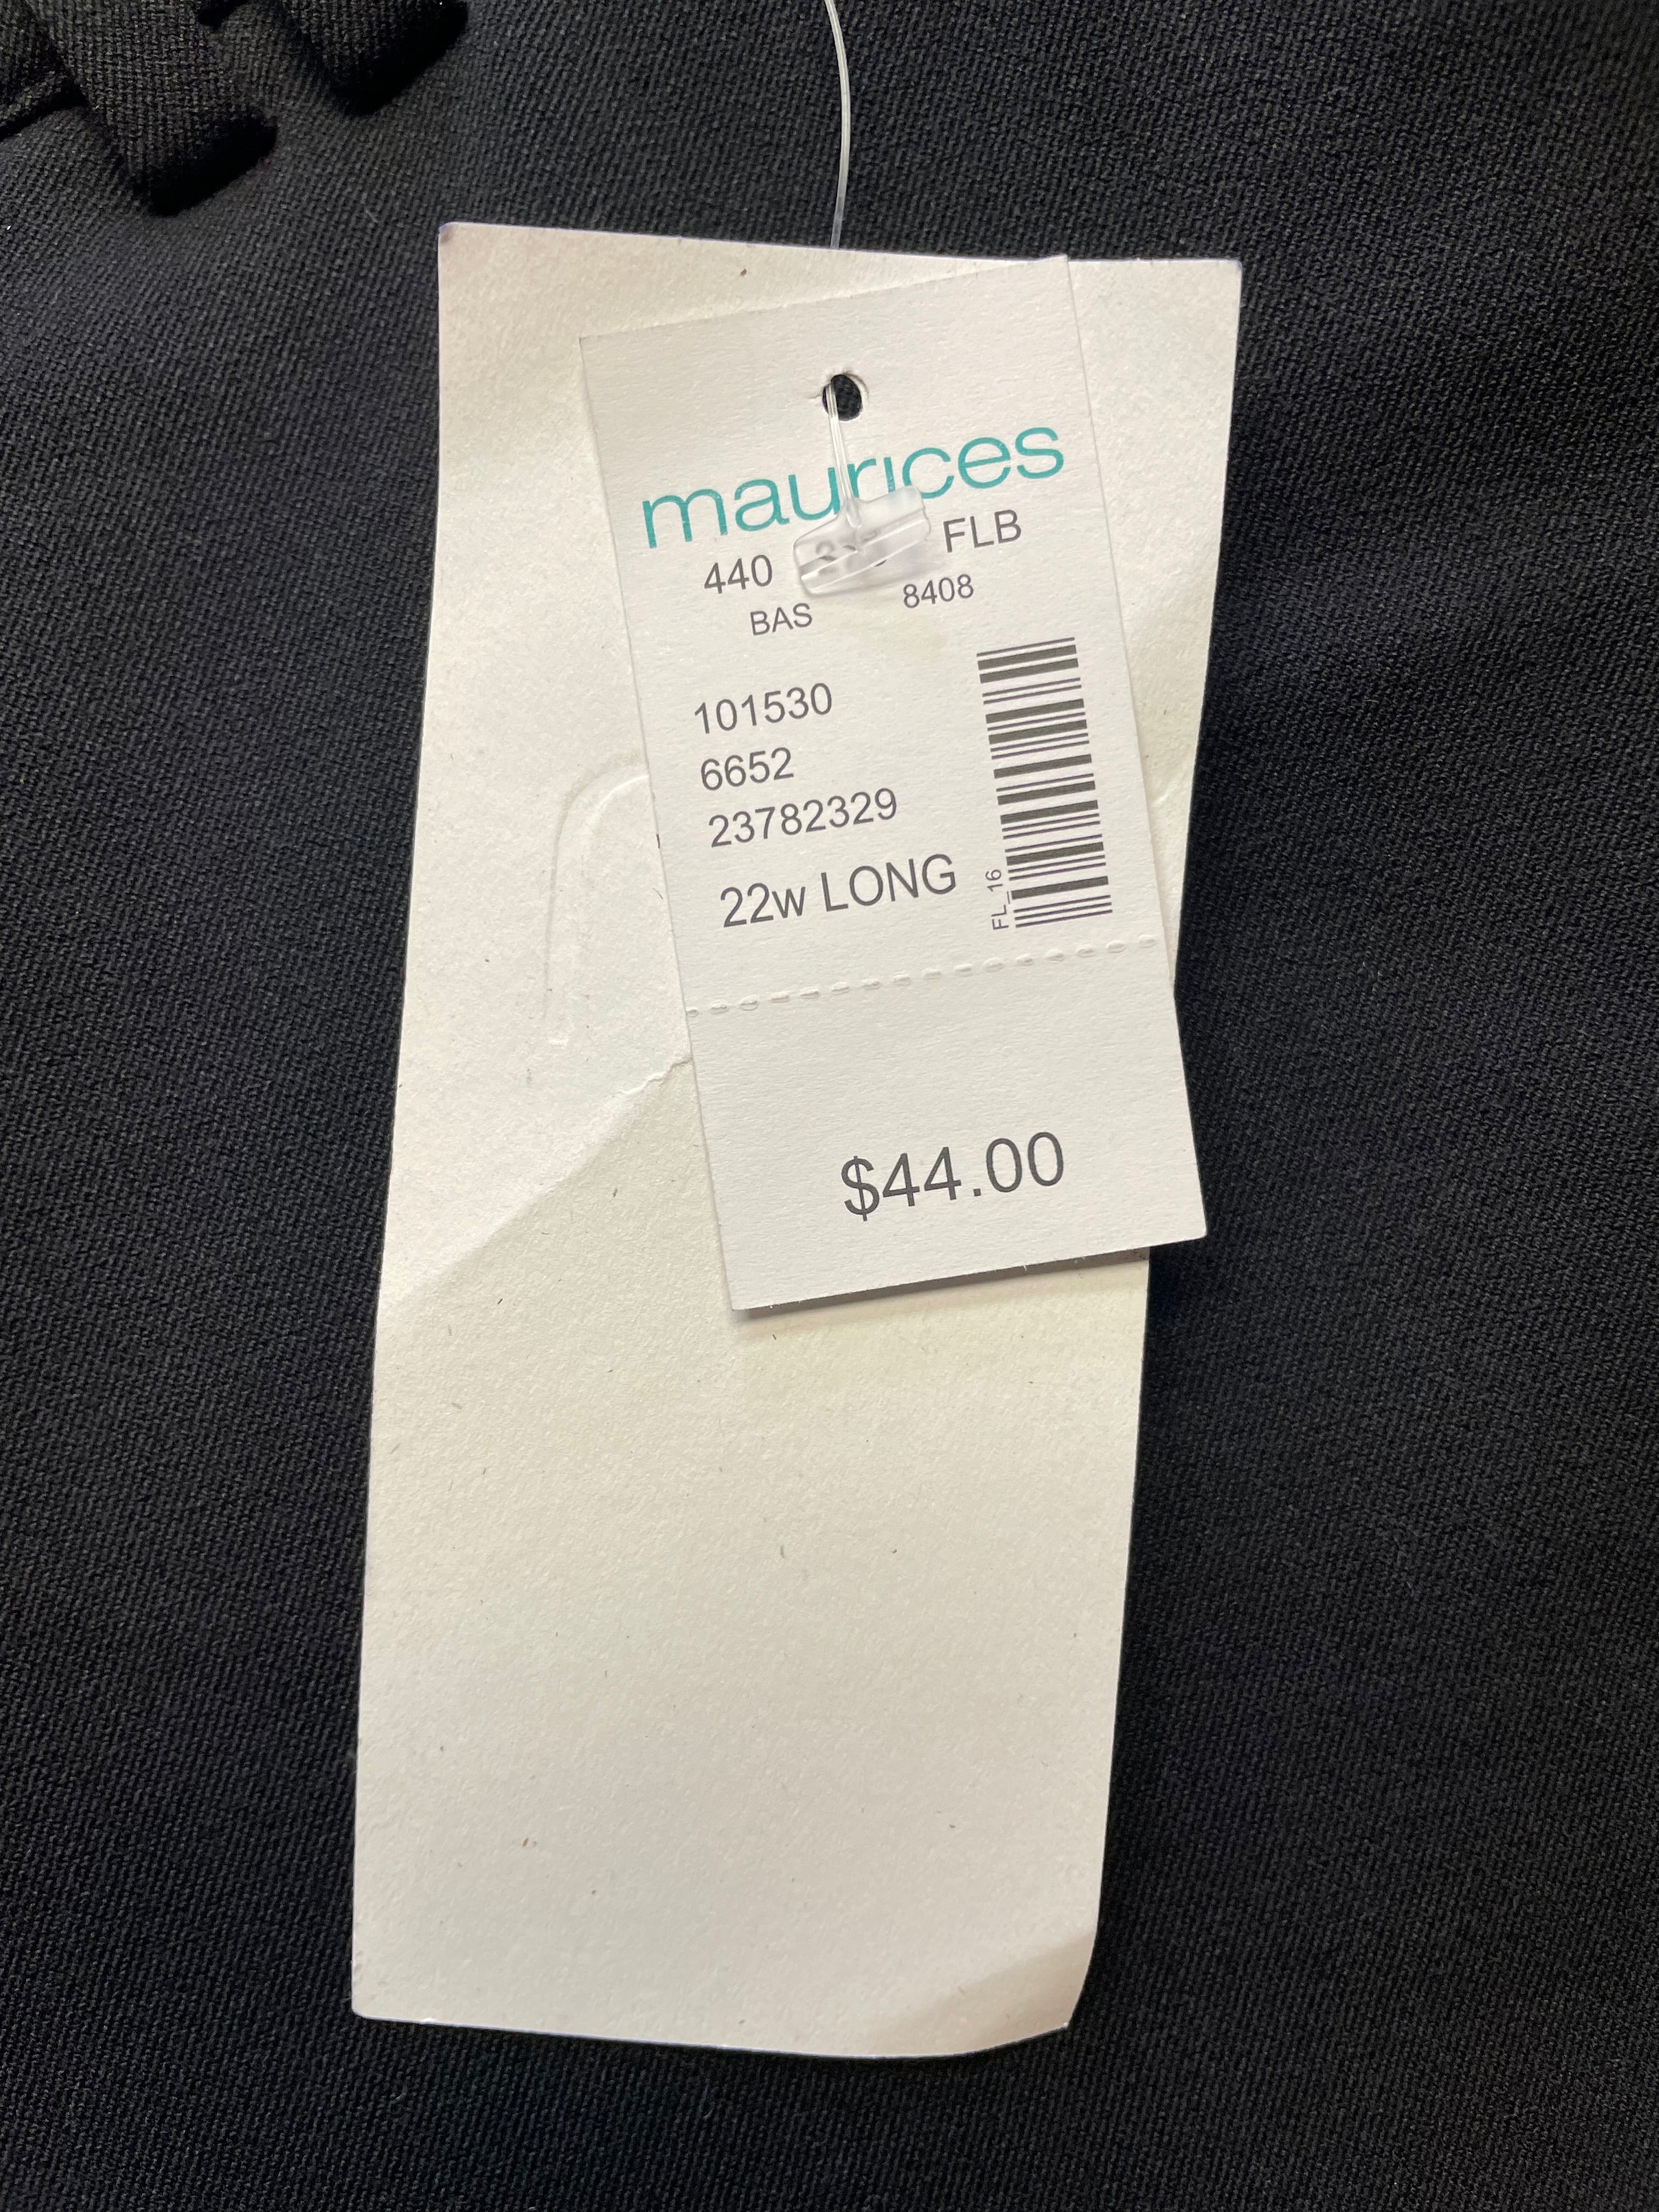 maurices
440 FLB
BAS 8408
101530
6652
23782329
22w LONG
FL_16
$44.00